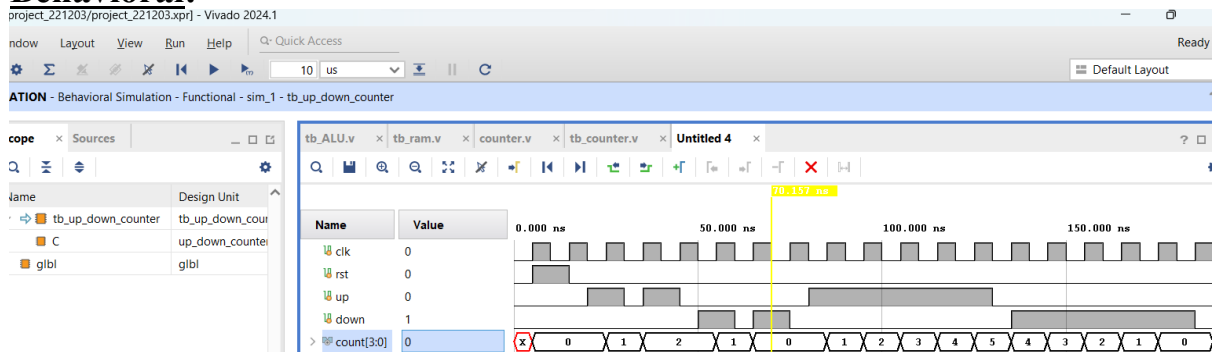 Behavioral:
project_221203/project_221203.xpr] - Vivado 2024.1
ndow Layout View Run Help Q- Quick Access
Ready
10 us
Default Layout
ATION - Behavioral Simulation - Functional - sim_1 - tb_up_down_counter
cope × Sources
tb_ALU.v × tb_ram.v × counter.v × tb_counter.v × Untitled 4 ×
Name Design Unit
tb_up_down_counter tb_up_down_cour
C up_down_counte
glbl glbl
Name Value
0.000 ns 50.000 ns 100.000 ns 150.000 ns
clk 0
rst 0
up 0
down 1
count[3:0] 0 X 0 1 2 1 0 1 2 3 4 5 4 3 2 1 0